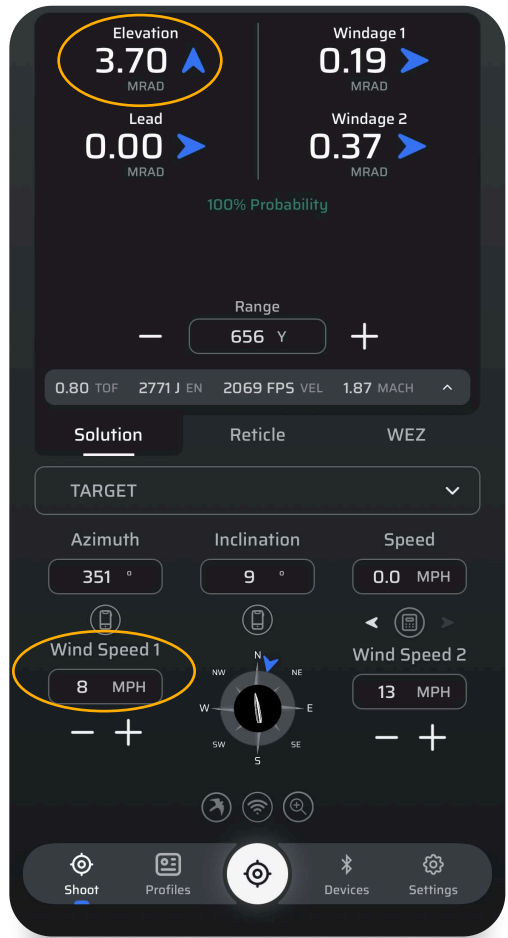 Elevation Windage 1
3.70 0.19
MRAD MRAD
Lead Windage 2
0.00 0.37
MRAD MRAD
100% Probability
Range
656 Y
0.80 TOF 2771 J EN 2069 FPS VEL 1.87 MACH
Solution Reticle WEZ
TARGET
Azimuth Inclination Speed
351 ° 9 ° 0.0 MPH
Wind Speed 1 Wind Speed 2
8 MPH 13 MPH
N
NW NE
W E
SW SE
S
Shoot Profiles Devices Settings